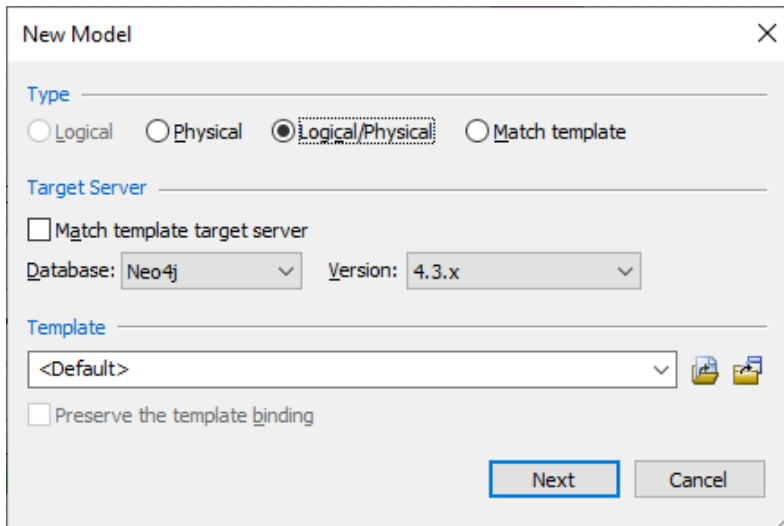 New Model
Type
Logical Physical Logical/Physical Match template
Target Server
Match template target server
Database: Neo4j Version: 4.3.x
Template
<Default>
Preserve the template binding
Next Cancel